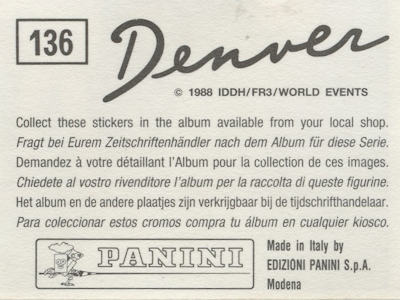 136
Denver
© 1988 IDDH/FR3/WORLD EVENTS
Collect these stickers in the album available from your local shop.
Fragt bei Eurem Zeitschriftenhändler nach dem Album für diese Serie.
Demandez à votre détaillant l'Album pour la collection de ces images.
Chiedete al vostro rivenditore l'album per la raccolta di queste figurine.
Het album en de andere plaatjes zijn verkrijgbaar bij de tijdschrifthandelaar.
Para coleccionar estos cromos compra tu álbum en cualquier kiosco.
PANINI
Made in Italy by
EDIZIONI PANINI S.p.A.
Modena